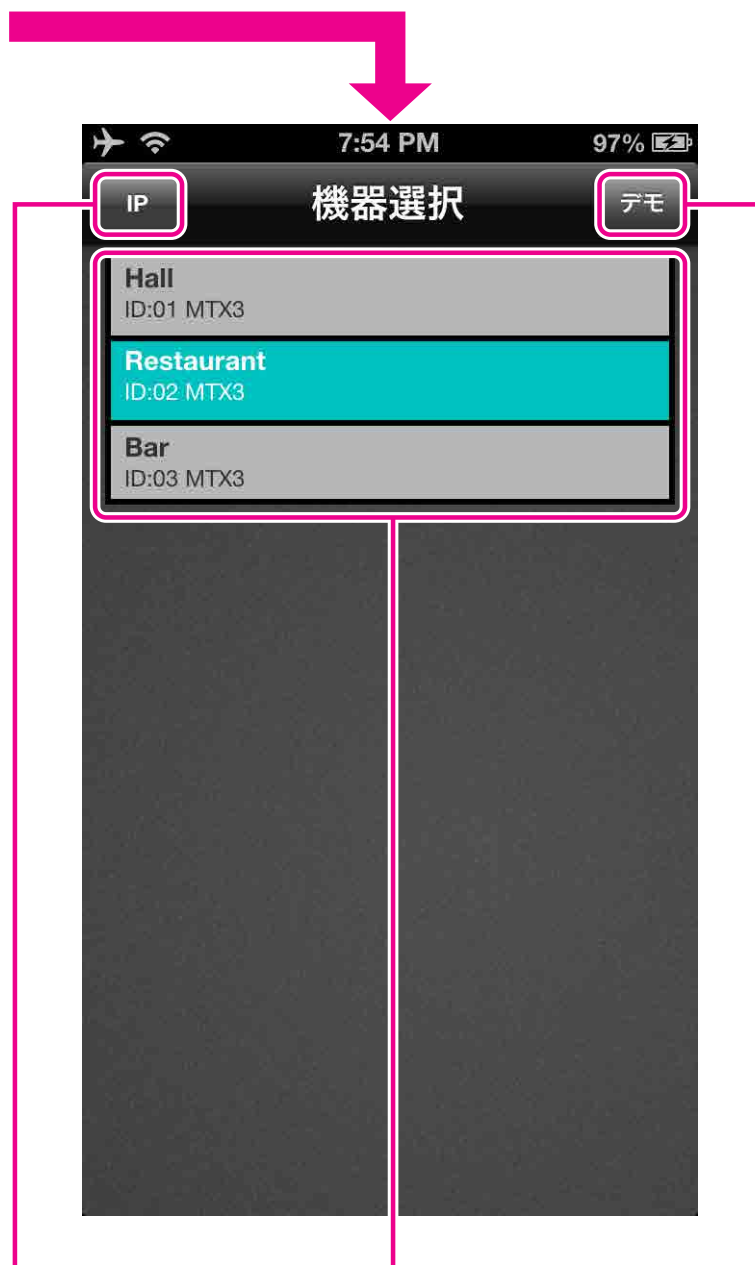 7:54 PM 97%
IP 機器選択 デモ
Hall
ID:01 MTX3
Restaurant
ID:02 MTX3
Bar
ID:03 MTX3